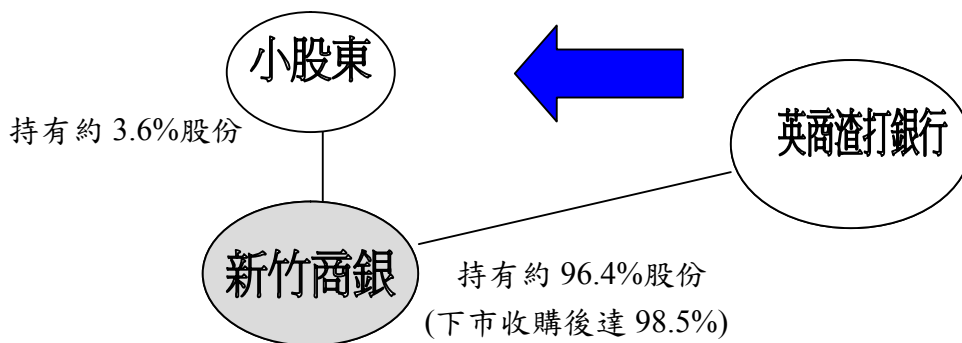 小股東
持有約 3.6%股份
英商渣打銀行
新竹商銀
持有約 96.4%股份
(下市收購後達 98.5%)